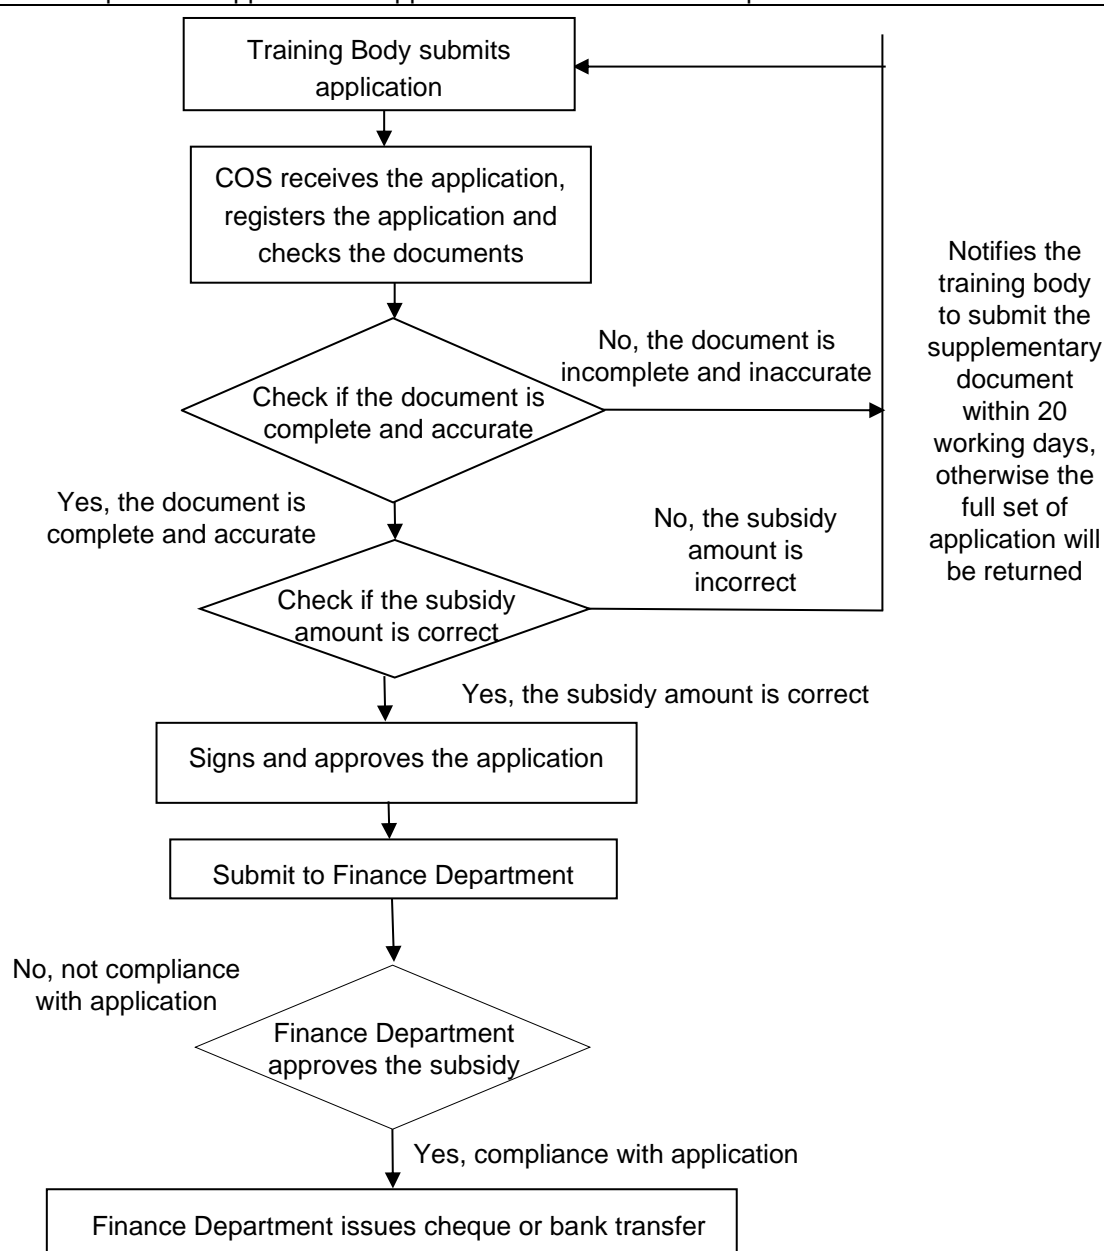 Training Body submits
application
COS receives the application,
registers the application and
checks the documents
No, the document is
incomplete and inaccurate
Check if the document is
complete and accurate
Notifies the
training body
to submit the
supplementary
document
within 20
working days,
otherwise the
full set of
application will
be returned
Yes, the document is
complete and accurate
No, the subsidy
amount is
incorrect
Check if the subsidy
amount is correct
Yes, the subsidy amount is correct
Signs and approves the application
Submit to Finance Department
No, not compliance
with application
Finance Department
approves the subsidy
Yes, compliance with application
Finance Department issues cheque or bank transfer